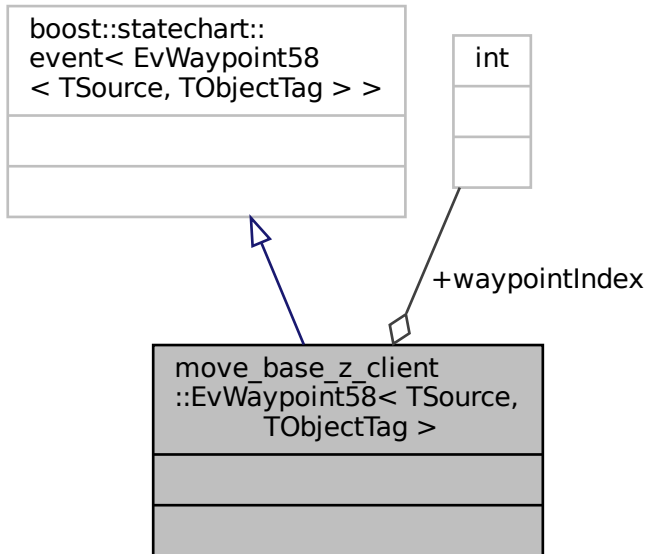 boost::statechart::
event< EvWaypoint58
< TSource, TObjectTag > >
int
+waypointIndex
move_base_z_client
::EvWaypoint58< TSource,
TObjectTag >